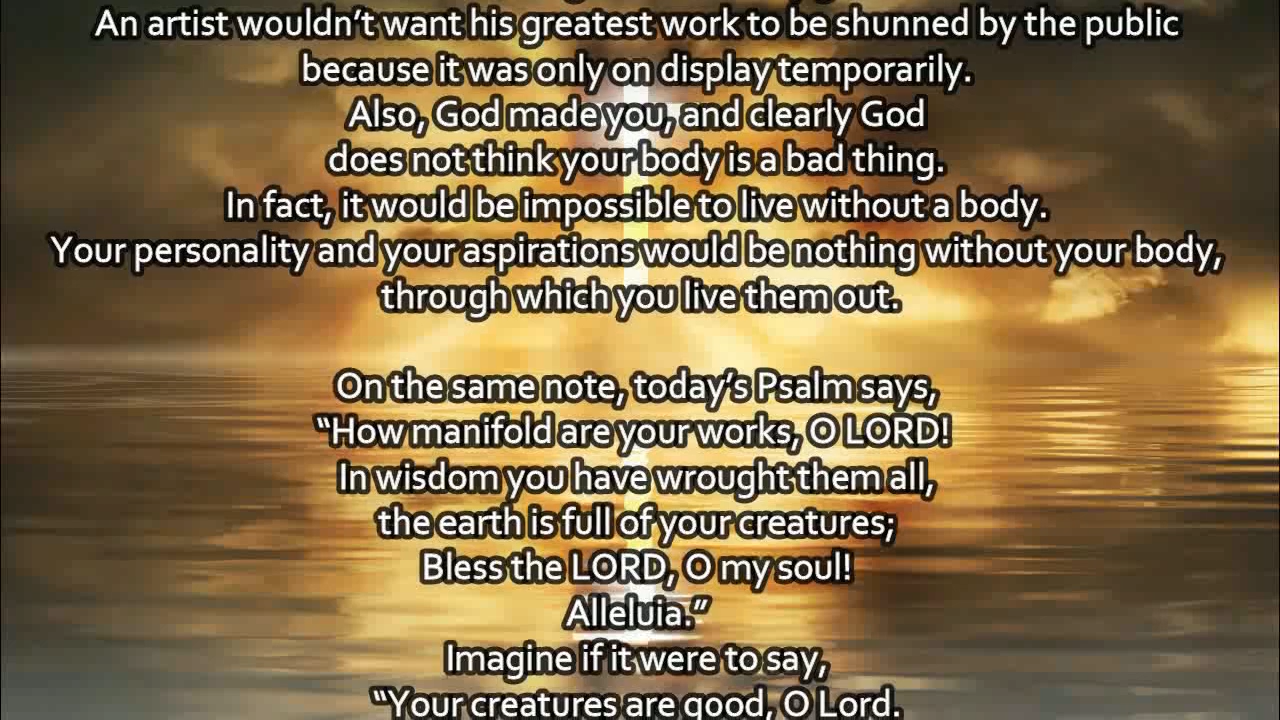 An artist wouldn't want his greatest work to be shunned by the public
because it was only on display temporarily.
Also, God made you, and clearly God
does not think your body is a bad thing.
In fact, it would be impossible to live without a body.
Your personality and your aspirations would be nothing without your body,
through which you live them out.
On the same note, today's Psalm says,
“How manifold are your works, O LORD!
In wisdom you have wrought them all,
the earth is full of your creatures;
Bless the LORD, O my soul!
Alleluia.”
Imagine if it were to say,
“Your creatures are good, O Lord.